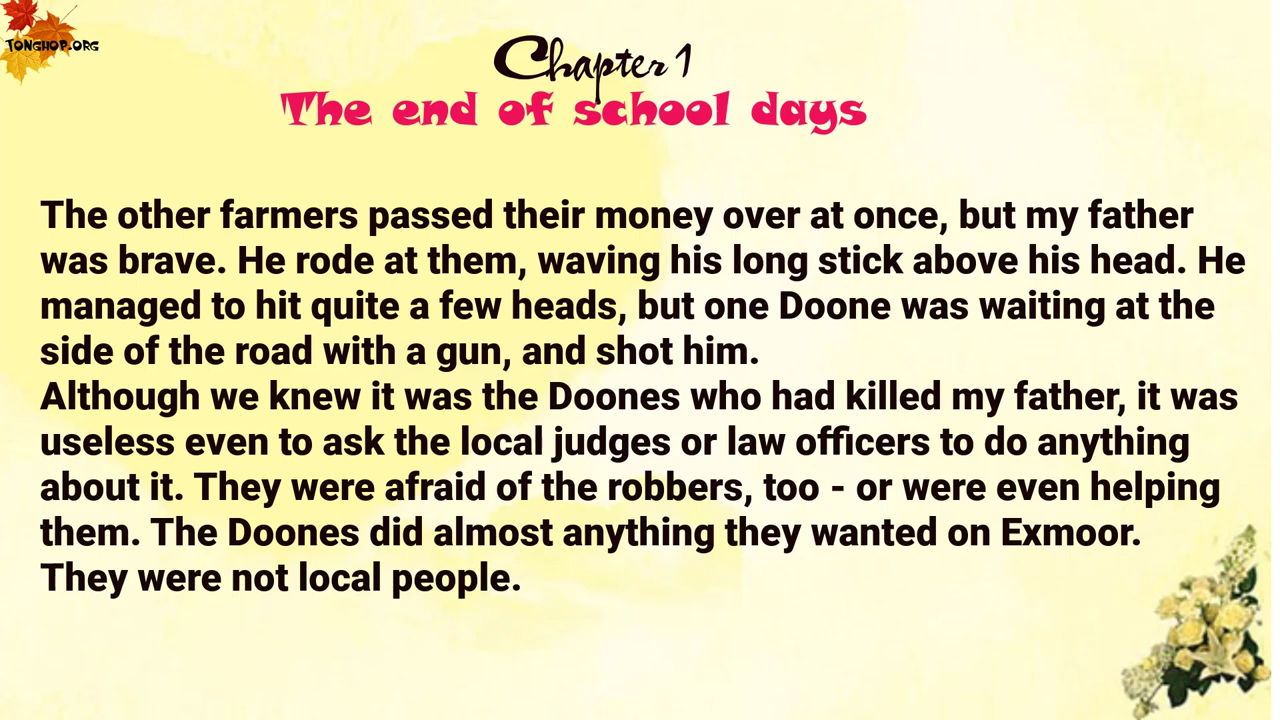 TONGHOP.ORG
Chapter 1
The end of school days
The other farmers passed their money over at once, but my father
was brave. He rode at them, waving his long stick above his head. He
managed to hit quite a few heads, but one Doone was waiting at the
side of the road with a gun, and shot him.
Although we knew it was the Doones who had killed my father, it was
useless even to ask the local judges or law officers to do anything
about it. They were afraid of the robbers, too - or were even helping
them. The Doones did almost anything they wanted on Exmoor.
They were not local people.